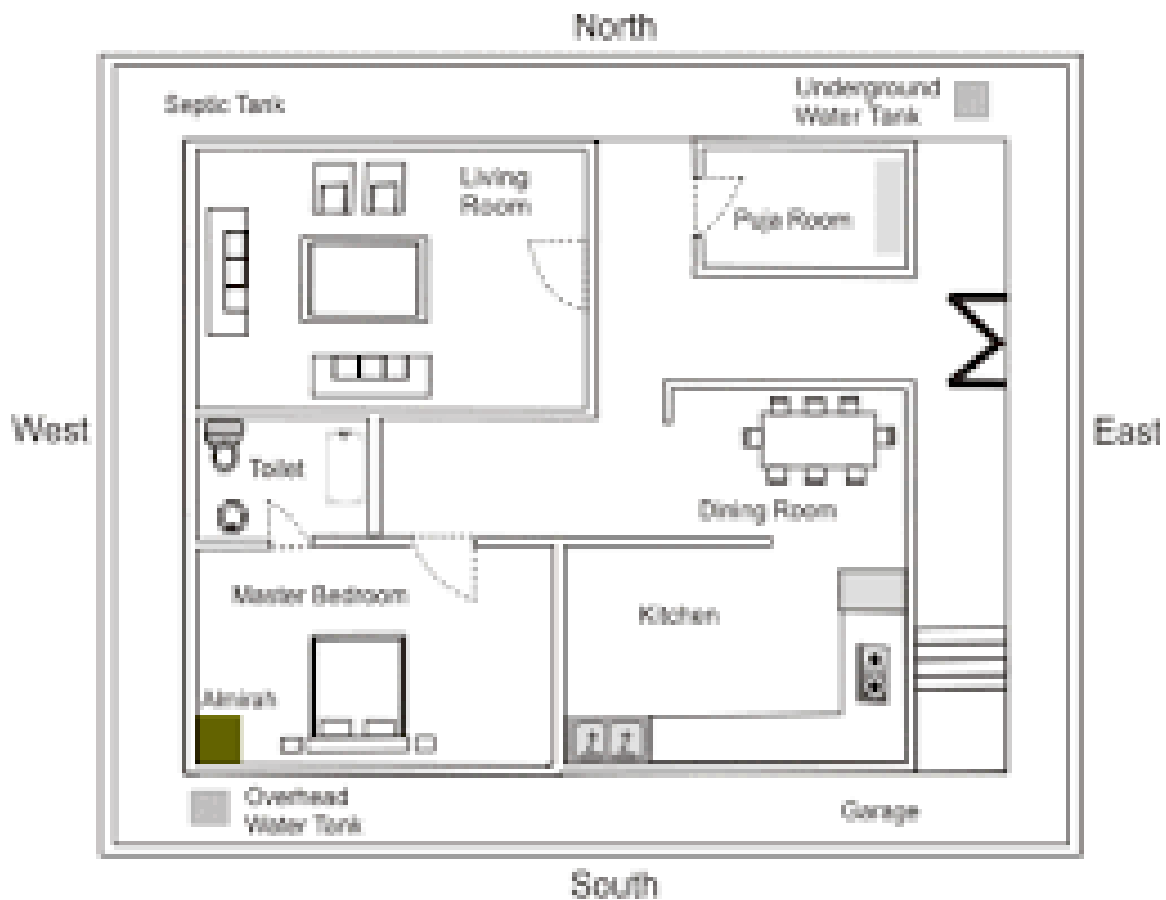 North
Septic Tank
Underground
Water Tank
Living
Room
Puja Room
West
East
Toilet
Dining Room
Master Bedroom
Kitchen
Almirah
Overhead
Water Tank
Garage
South